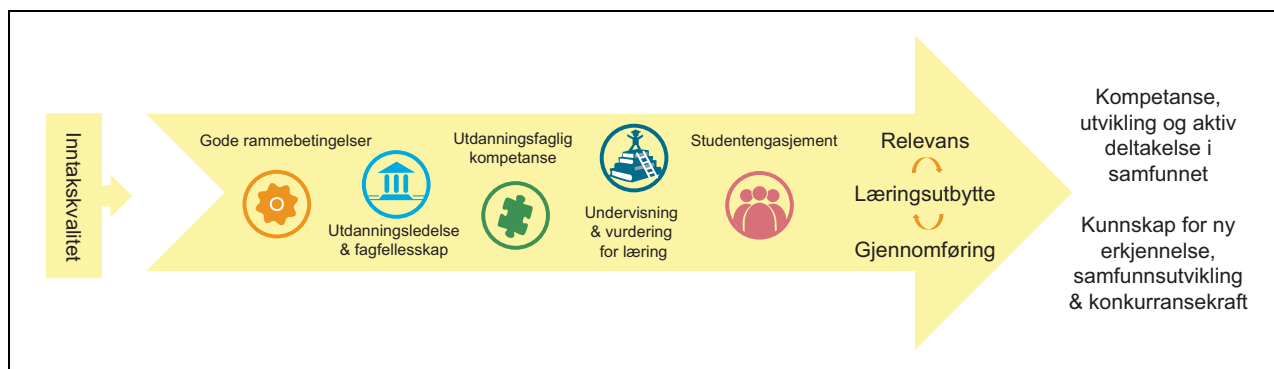 Inntakskvalitet
Gode rammebetingelser
Utdanningsledelse
& fagfellesskap
Utdanningsfaglig
kompetanse
Undervisning
& vurdering
for læring
Studentengasjement
Relevans
Læringsutbytte
Gjennomføring
Kompetanse,
utvikling og aktiv
deltakelse i
samfunnet
Kunnskap for ny
erkjennelse,
samfunnsutvikling
& konkurransekraft